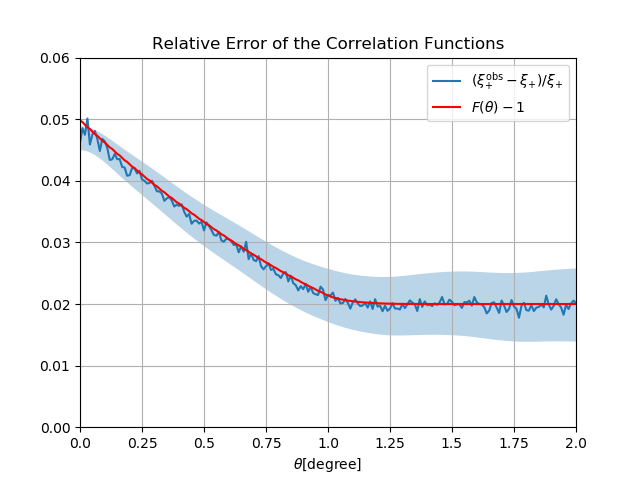 Relative Error of the Correlation Functions
0.06
0.05
0.04
0.03
0.02
0.01
0.00
(ξ₊ᵒᵇˢ − ξ₊)/ξ₊
F(θ) − 1
0.0 0.25 0.5 0.75 1.0 1.25 1.5 1.75 2.0
θ[degree]